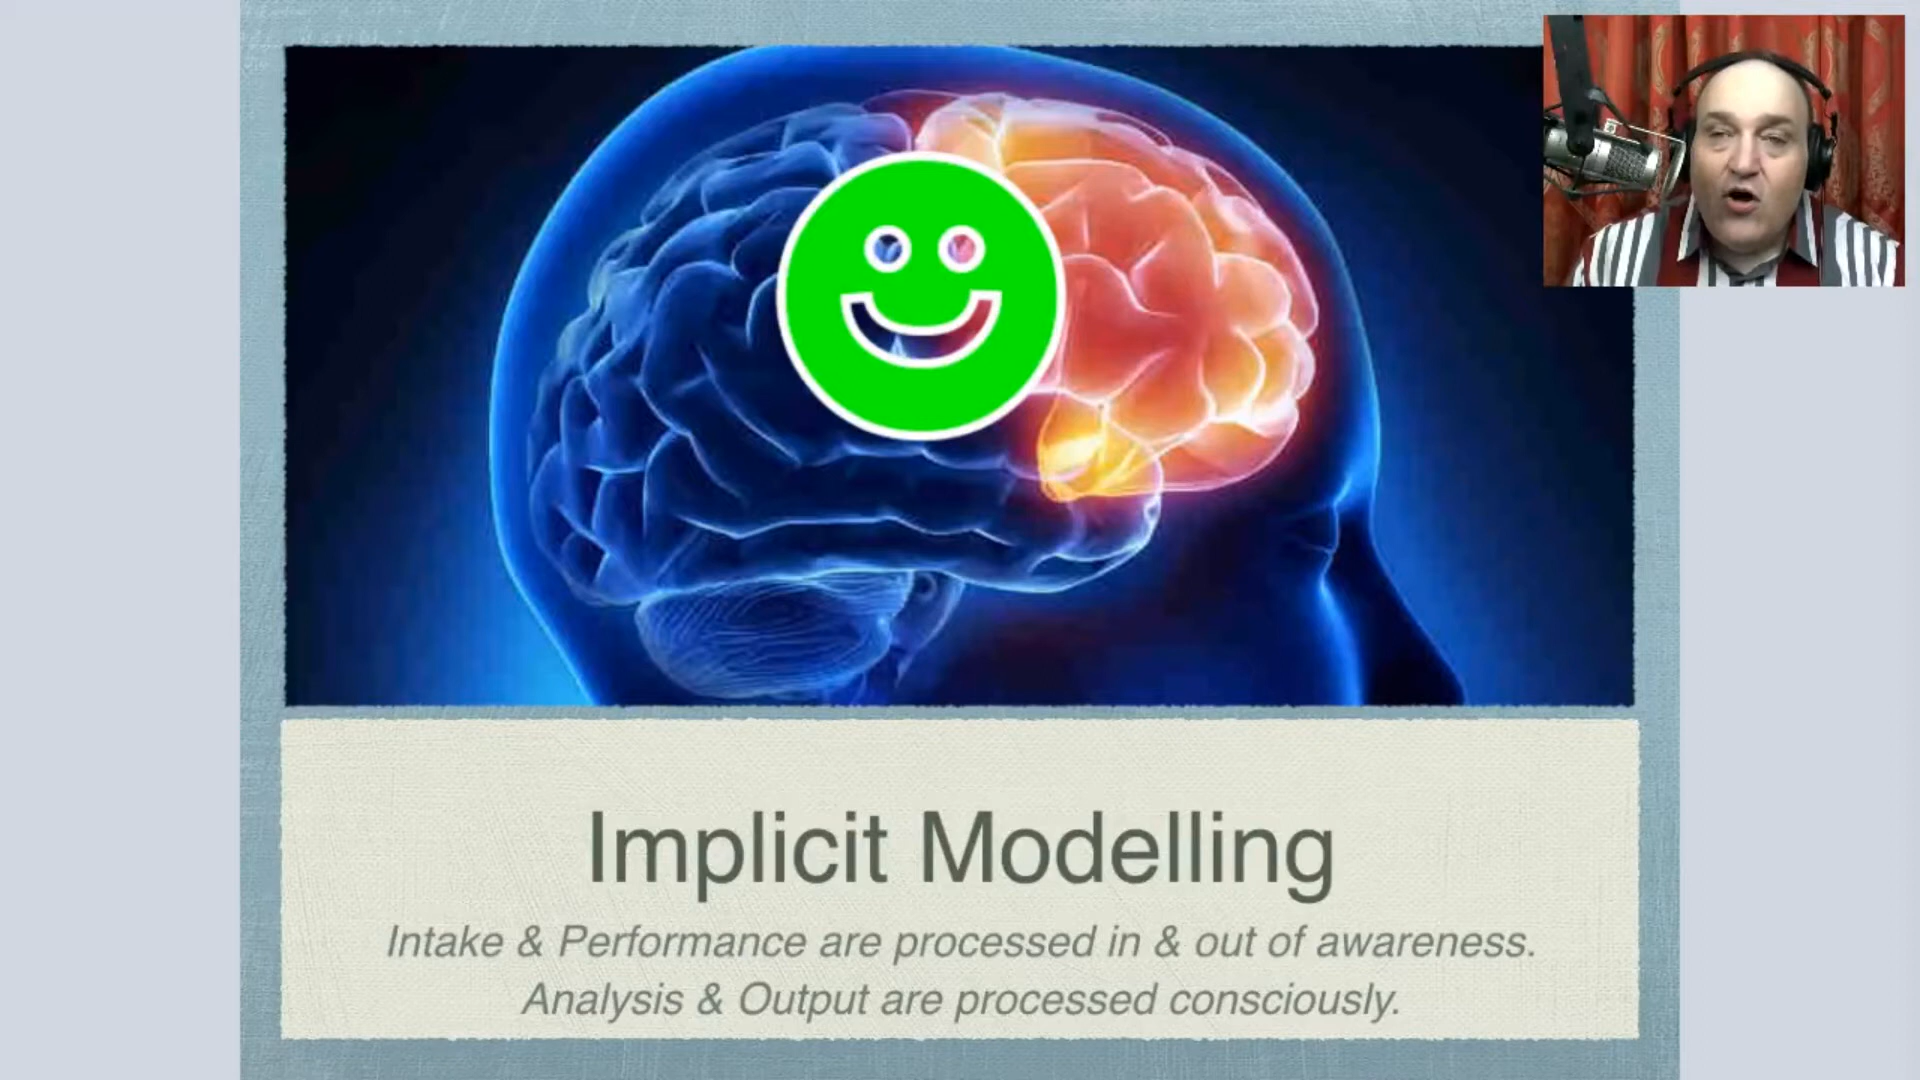 Implicit Modelling
Intake & Performance are processed in & out of awareness.
Analysis & Output are processed consciously.